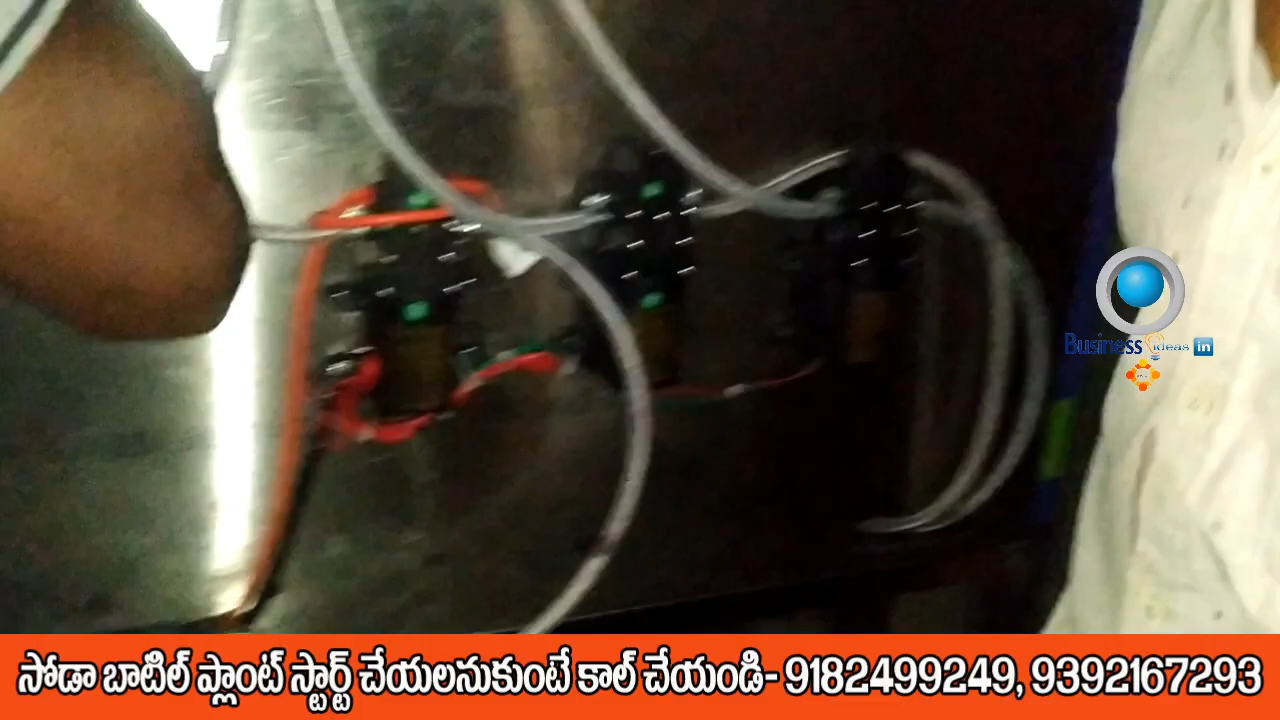 Business ideas in
సోడా బాటిల్ ప్లాంట్ స్టార్ట్ చేయలనుకుంటే కాల్ చేయండి- 9182499249, 9392167293